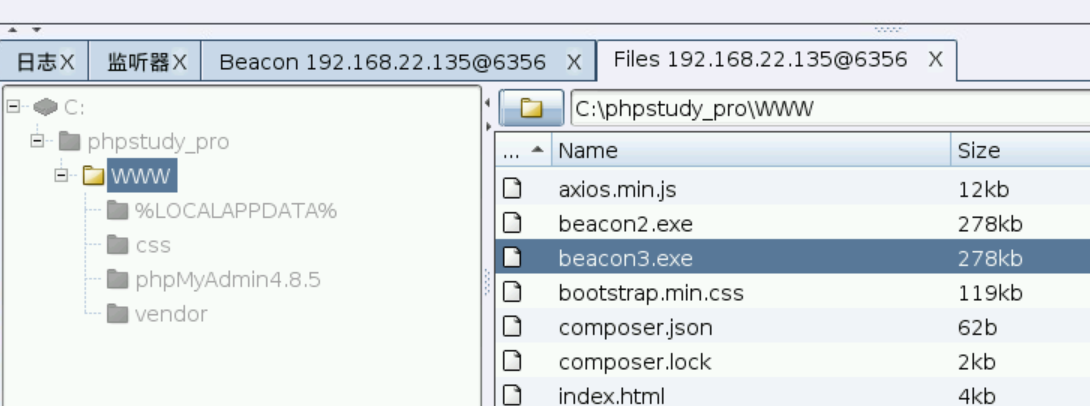 日志X 监听器X Beacon 192.168.22.135@6356 X Files 192.168.22.135@6356 X
C:
phpstudy_pro
WWW
%LOCALAPPDATA%
css
phpMyAdmin4.8.5
vendor
C:\phpstudy_pro\WWW
... Name Size
axios.min.js 12kb
beacon2.exe 278kb
beacon3.exe 278kb
bootstrap.min.css 119kb
composer.json 62b
composer.lock 2kb
index.html 4kb